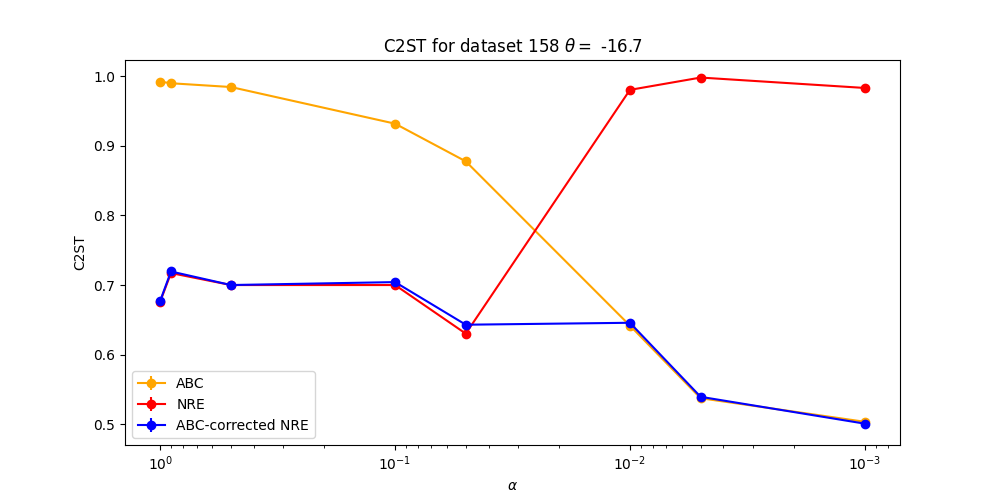 C2ST for dataset 158 θ = -16.7
C2ST
1.0
0.9
0.8
0.7
0.6
0.5
ABC
NRE
ABC-corrected NRE
10⁰ 10⁻¹ 10⁻² 10⁻³
α